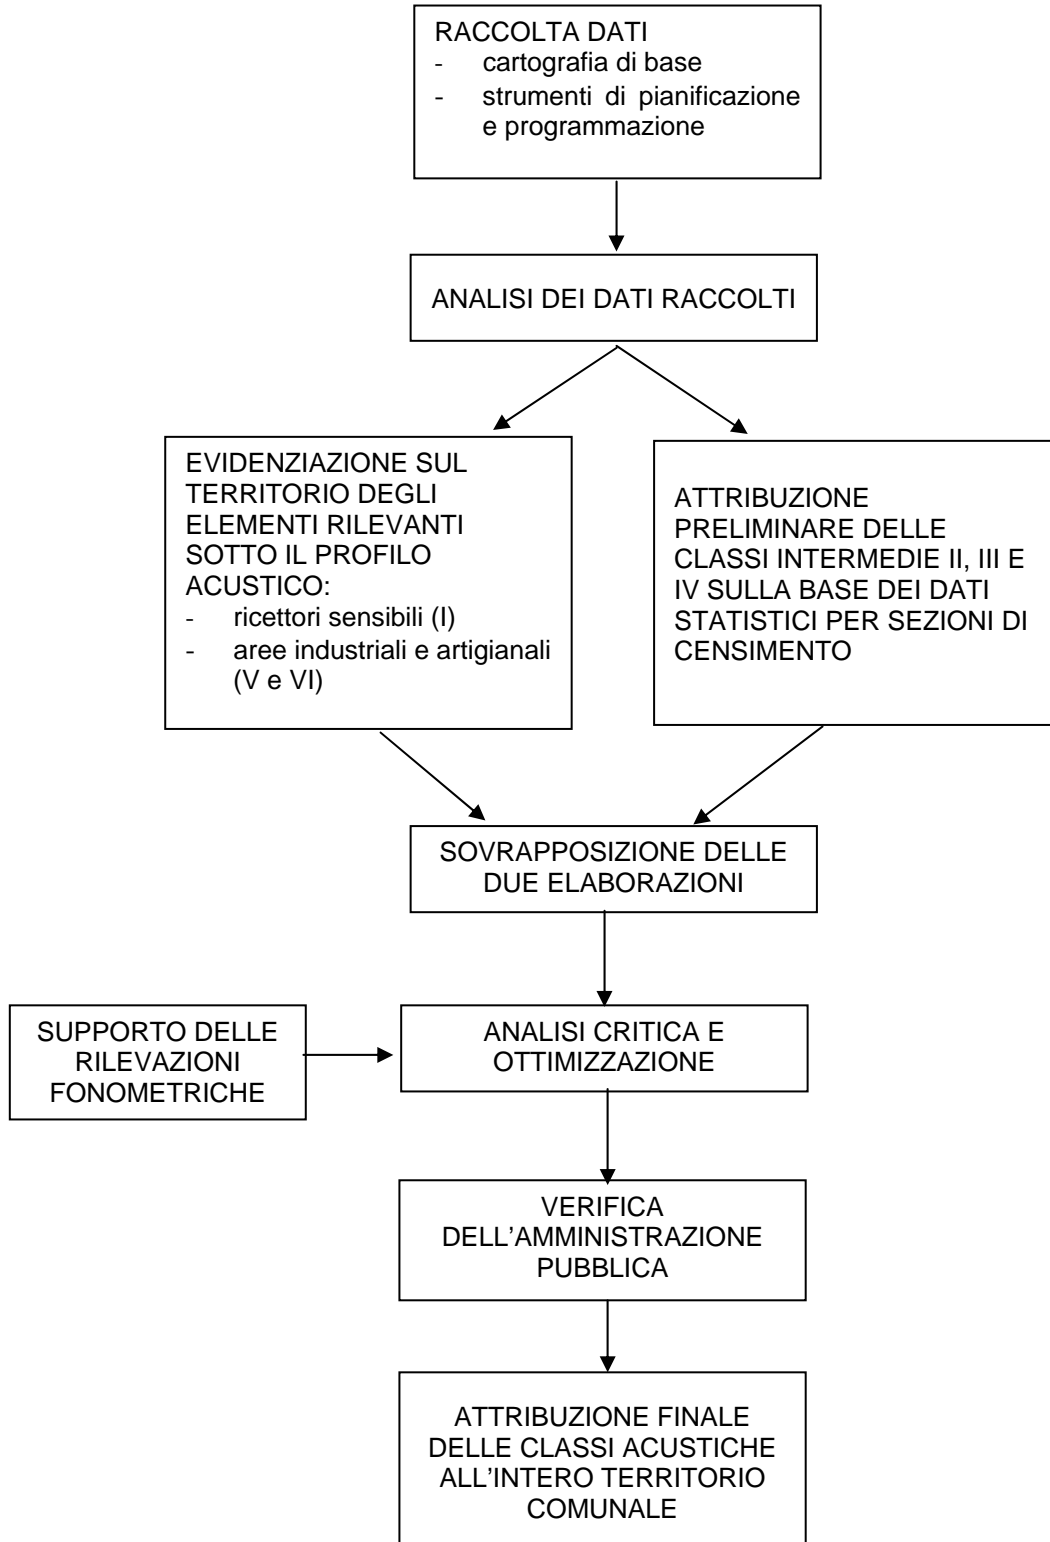 RACCOLTA DATI
- cartografia di base
- strumenti di pianificazione
e programmazione
ANALISI DEI DATI RACCOLTI
EVIDENZIAZIONE SUL
TERRITORIO DEGLI
ELEMENTI RILEVANTI
SOTTO IL PROFILO
ACUSTICO:
- ricettori sensibili (I)
- aree industriali e artigianali
(V e VI)
ATTRIBUZIONE
PRELIMINARE DELLE
CLASSI INTERMEDIE II, III E
IV SULLA BASE DEI DATI
STATISTICI PER SEZIONI DI
CENSIMENTO
SOVRAPPOSIZIONE DELLE
DUE ELABORAZIONI
SUPPORTO DELLE
RILEVAZIONI
FONOMETRICHE
ANALISI CRITICA E
OTTIMIZZAZIONE
VERIFICA
DELL’AMMINISTRAZIONE
PUBBLICA
ATTRIBUZIONE FINALE
DELLE CLASSI ACUSTICHE
ALL’INTERO TERRITORIO
COMUNALE